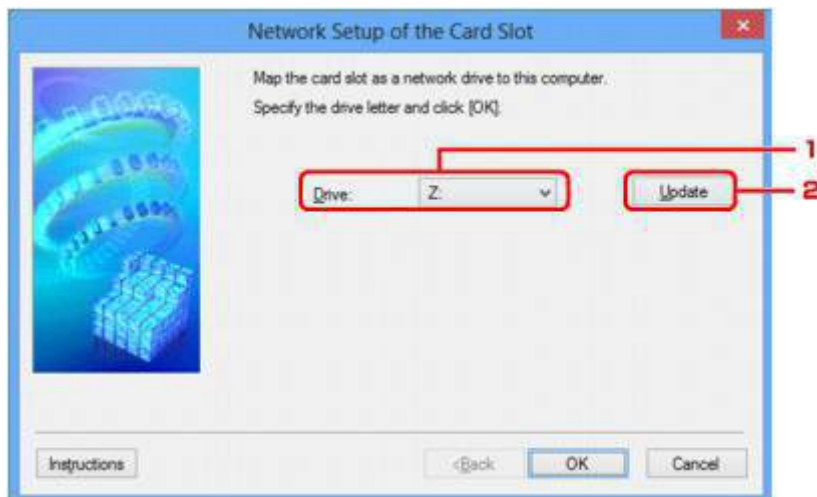 Network Setup of the Card Slot
Map the card slot as a network drive to this computer.
Specify the drive letter and click [OK].
1
Drive: Z: Update
2
Instructions <Back OK Cancel